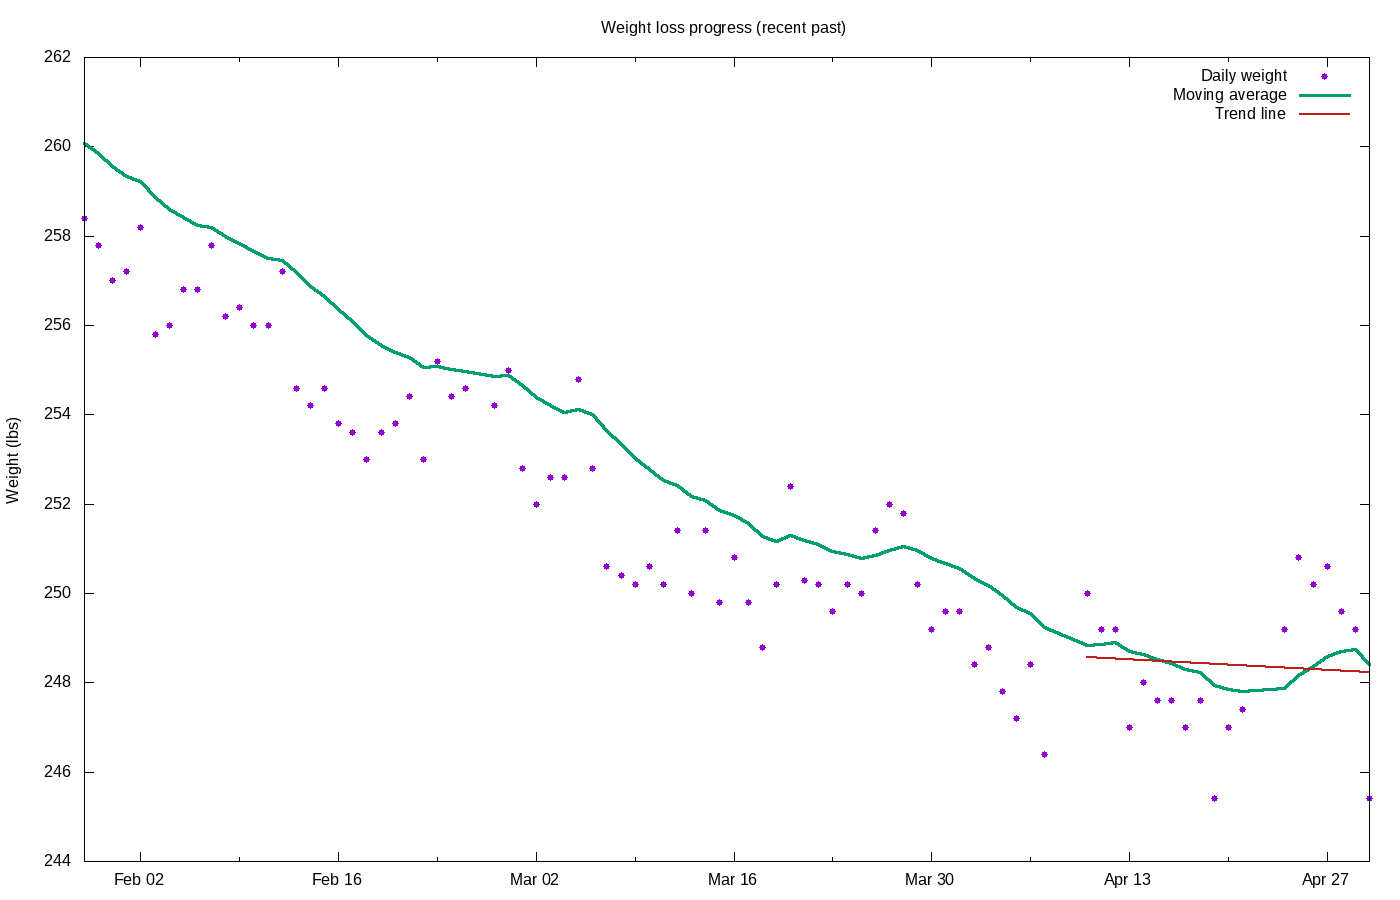 Weight loss progress (recent past)
262
260
258
256
254
252
250
248
246
244
Weight (lbs)
Daily weight
Moving average
Trend line
Feb 02
Feb 16
Mar 02
Mar 16
Mar 30
Apr 13
Apr 27